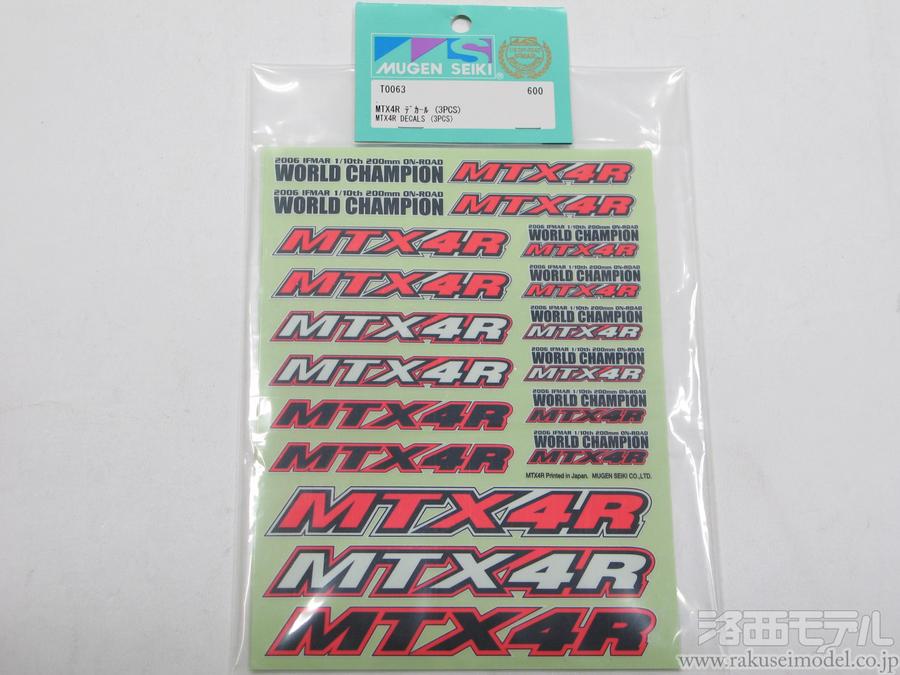 MS
MUGEN SEIKI®
T0063 600
MTX4R デカール (3PCS)
MTX4R DECALS (3PCS)
2006 IFMAR 1/10th 200mm ON-ROAD
WORLD CHAMPION
MTX4R
2006 IFMAR 1/10th 200mm ON-ROAD
WORLD CHAMPION
MTX4R
MTX4R
MTX4R
MTX4R
MTX4R
MTX4R
MTX4R
2006 IFMAR 1/10th 200mm ON-ROAD
WORLD CHAMPION
MTX4R
2006 IFMAR 1/10th 200mm ON-ROAD
WORLD CHAMPION
MTX4R
2006 IFMAR 1/10th 200mm ON-ROAD
WORLD CHAMPION
MTX4R
2006 IFMAR 1/10th 200mm ON-ROAD
WORLD CHAMPION
MTX4R
2006 IFMAR 1/10th 200mm ON-ROAD
WORLD CHAMPION
MTX4R
2006 IFMAR 1/10th 200mm ON-ROAD
WORLD CHAMPION
MTX4R
MTX4R Printed in Japan. MUGEN SEIKI CO.,LTD.
MTX4R
MTX4R
MTX4R
洛西モデル
www.rakuseimodel.co.jp